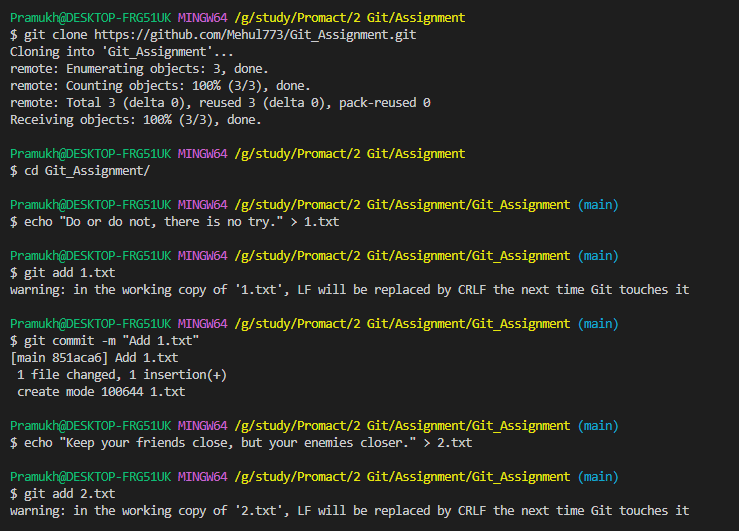 Pramukh@DESKTOP-FRG51UK MINGW64 /g/study/Promact/2 Git/Assignment
$ git clone https://github.com/Mehul773/Git_Assignment.git
Cloning into 'Git_Assignment'...
remote: Enumerating objects: 3, done.
remote: Counting objects: 100% (3/3), done.
remote: Total 3 (delta 0), reused 3 (delta 0), pack-reused 0
Receiving objects: 100% (3/3), done.
Pramukh@DESKTOP-FRG51UK MINGW64 /g/study/Promact/2 Git/Assignment
$ cd Git_Assignment/
Pramukh@DESKTOP-FRG51UK MINGW64 /g/study/Promact/2 Git/Assignment/Git_Assignment (main)
$ echo "Do or do not, there is no try." > 1.txt
Pramukh@DESKTOP-FRG51UK MINGW64 /g/study/Promact/2 Git/Assignment/Git_Assignment (main)
$ git add 1.txt
warning: in the working copy of '1.txt', LF will be replaced by CRLF the next time Git touches it
Pramukh@DESKTOP-FRG51UK MINGW64 /g/study/Promact/2 Git/Assignment/Git_Assignment (main)
$ git commit -m "Add 1.txt"
[main 851aca6] Add 1.txt
 1 file changed, 1 insertion(+)
 create mode 100644 1.txt
Pramukh@DESKTOP-FRG51UK MINGW64 /g/study/Promact/2 Git/Assignment/Git_Assignment (main)
$ echo "Keep your friends close, but your enemies closer." > 2.txt
Pramukh@DESKTOP-FRG51UK MINGW64 /g/study/Promact/2 Git/Assignment/Git_Assignment (main)
$ git add 2.txt
warning: in the working copy of '2.txt', LF will be replaced by CRLF the next time Git touches it